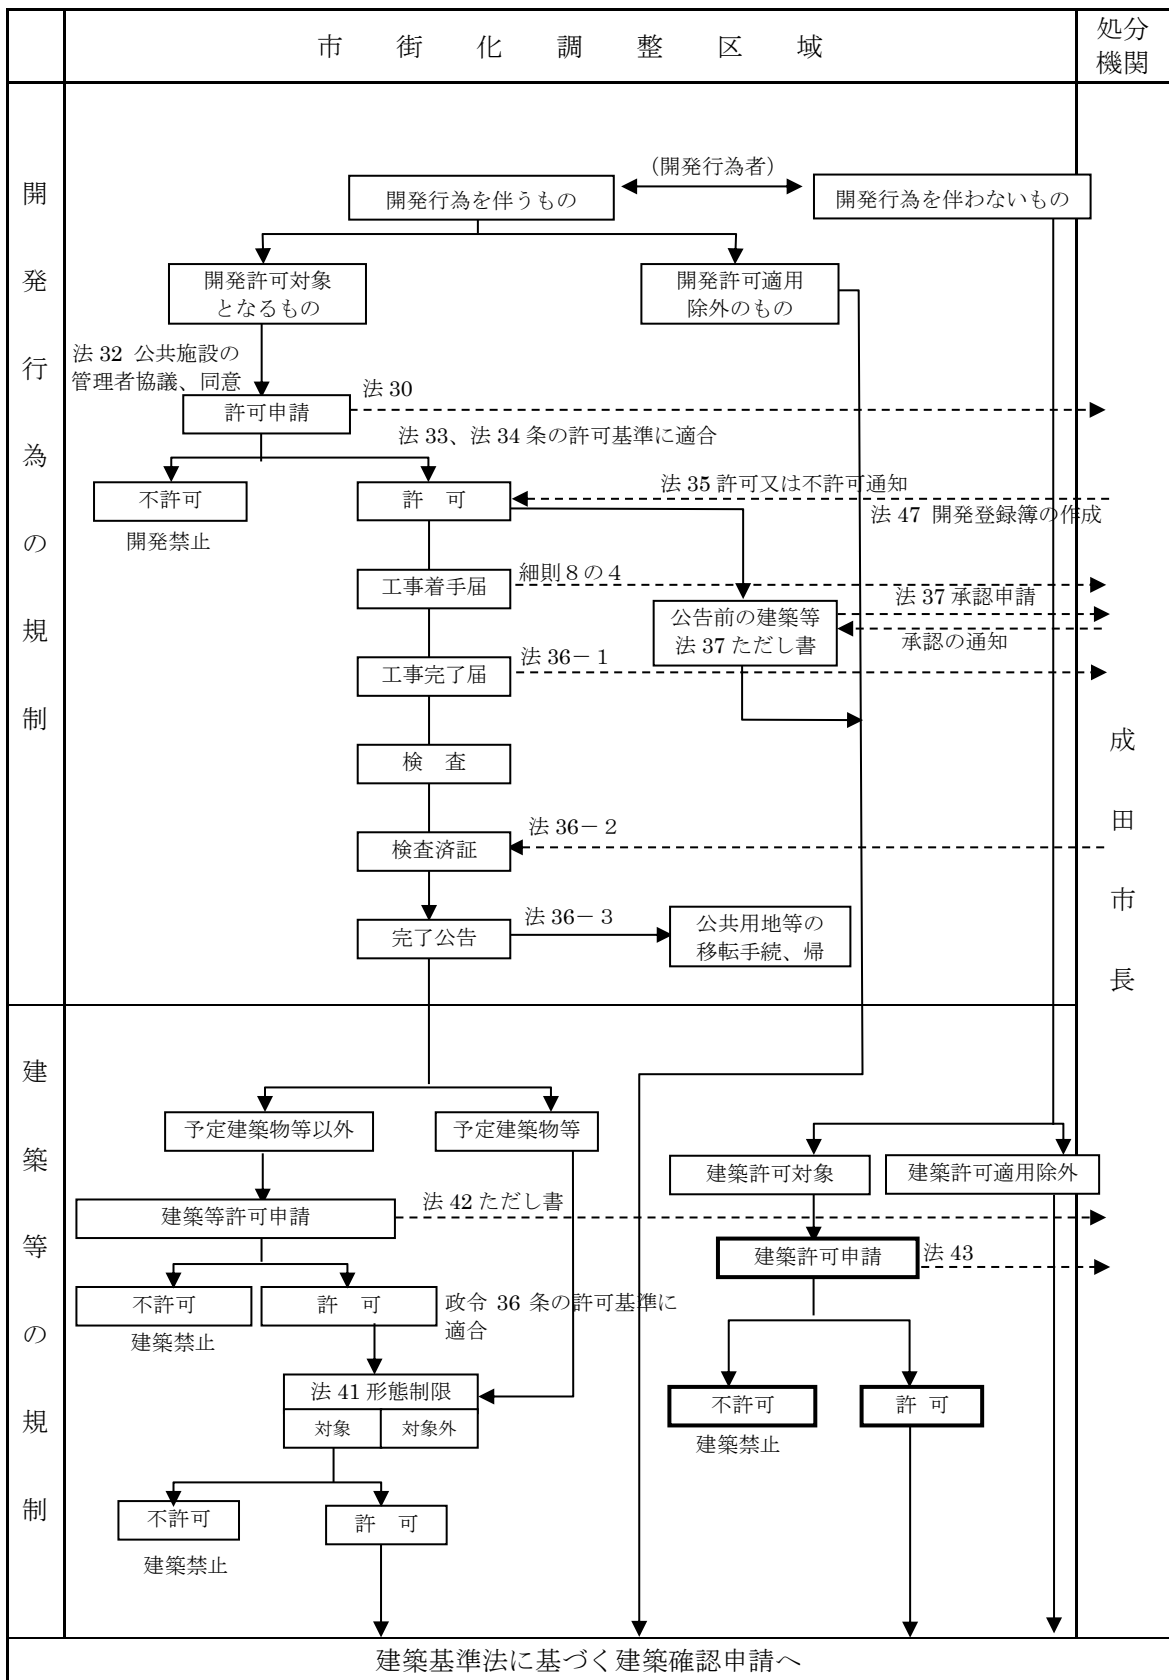 市 街 化 調 整 区 域
処分
機関
開発行為の規制
(開発行為者)
開発行為を伴うもの
開発行為を伴わないもの
開発許可対象
となるもの
開発許可適用
除外のもの
法 32 公共施設の
管理者協議、同意
法 30
許可申請
法 33、法 34 条の許可基準に適合
不許可
許 可
法 35 許可又は不許可通知
法 47 開発登録簿の作成
開発禁止
工事着手届
細則8の4
法 37 承認申請
公告前の建築等
法 37 ただし書
承認の通知
工事完了届
法 36-1
検 査
成田市長
法 36-2
検査済証
法 36-3
完了公告
公共用地等の
移転手続、帰
建築等の規制
予定建築物等以外
予定建築物等
建築許可対象
建築許可適用除外
建築等許可申請
法 42 ただし書
建築許可申請
法 43
不許可
許 可
政令 36 条の許可基準に
適合
建築禁止
法 41 形態制限
対象
対象外
不許可
許 可
建築禁止
不許可
許 可
建築禁止
建築基準法に基づく建築確認申請へ